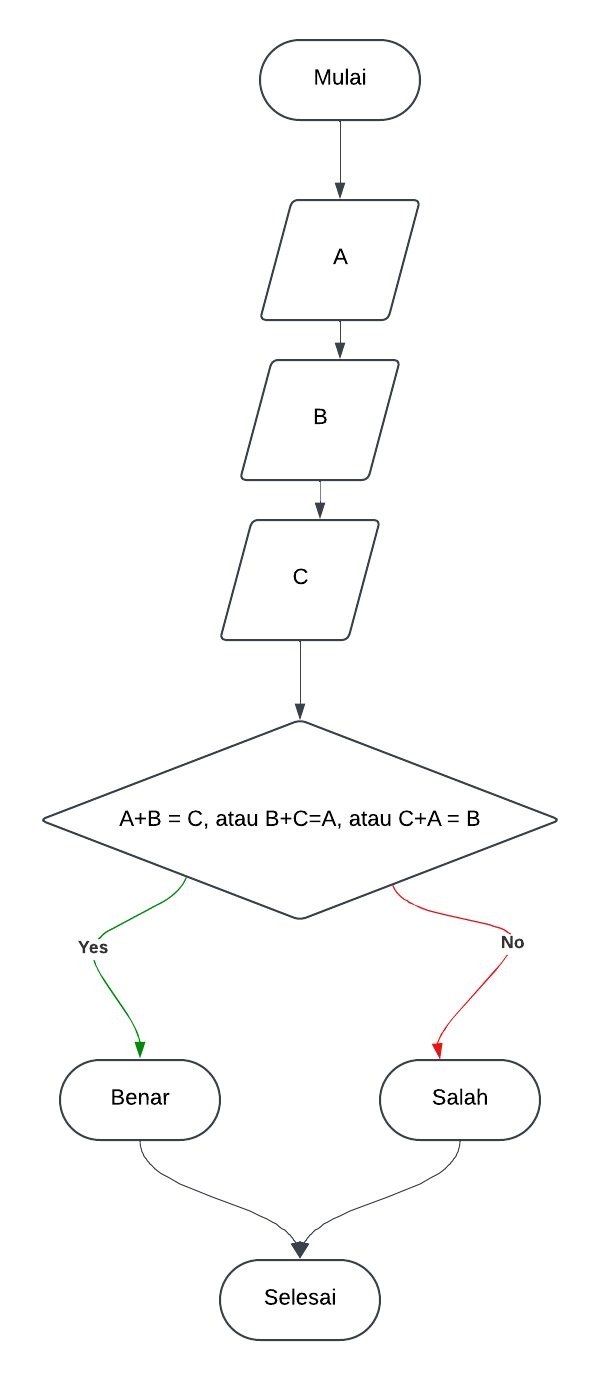 Mulai
A
B
C
A+B = C, atau B+C=A, atau C+A = B
Yes
No
Benar
Salah
Selesai